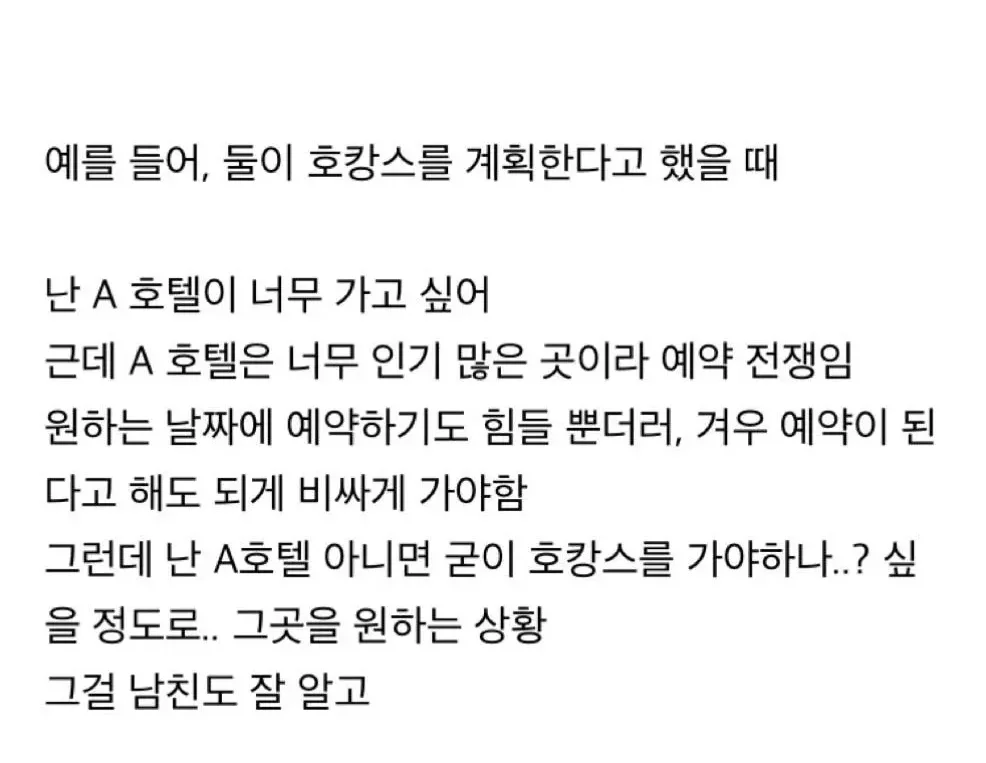 예를 들어, 둘이 호캉스를 계획한다고 했을 때
난 A 호텔이 너무 가고 싶어
근데 A 호텔은 너무 인기 많은 곳이라 예약 전쟁임
원하는 날짜에 예약하기도 힘들 뿐더러, 겨우 예약이 된
다고 해도 되게 비싸게 가야함
그런데 난 A호텔 아니면 굳이 호캉스를 가야하나..? 싶
을 정도로.. 그곳을 원하는 상황
그걸 남친도 잘 알고